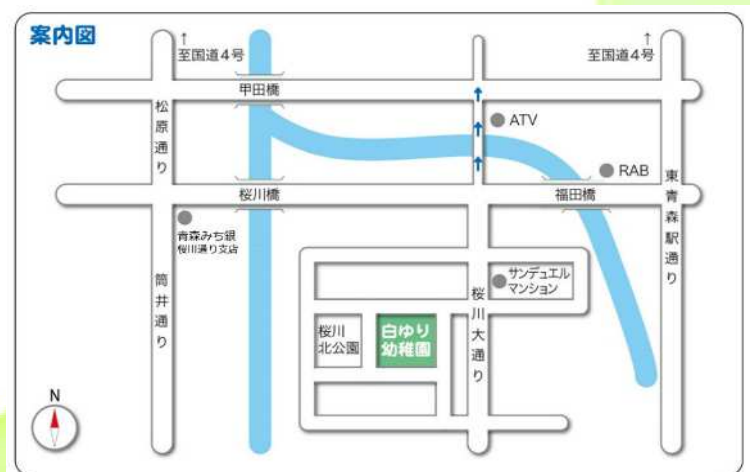 案内図
↑
至国道4号
↑
至国道4号
甲田橋
松原通り
ATV
RAB
桜川橋
福田橋
東青森駅通り
青森みち銀
桜川通り支店
筒井通り
サンデュエル
マンション
桜川大通り
桜川
北公園
白ゆり
幼稚園
N